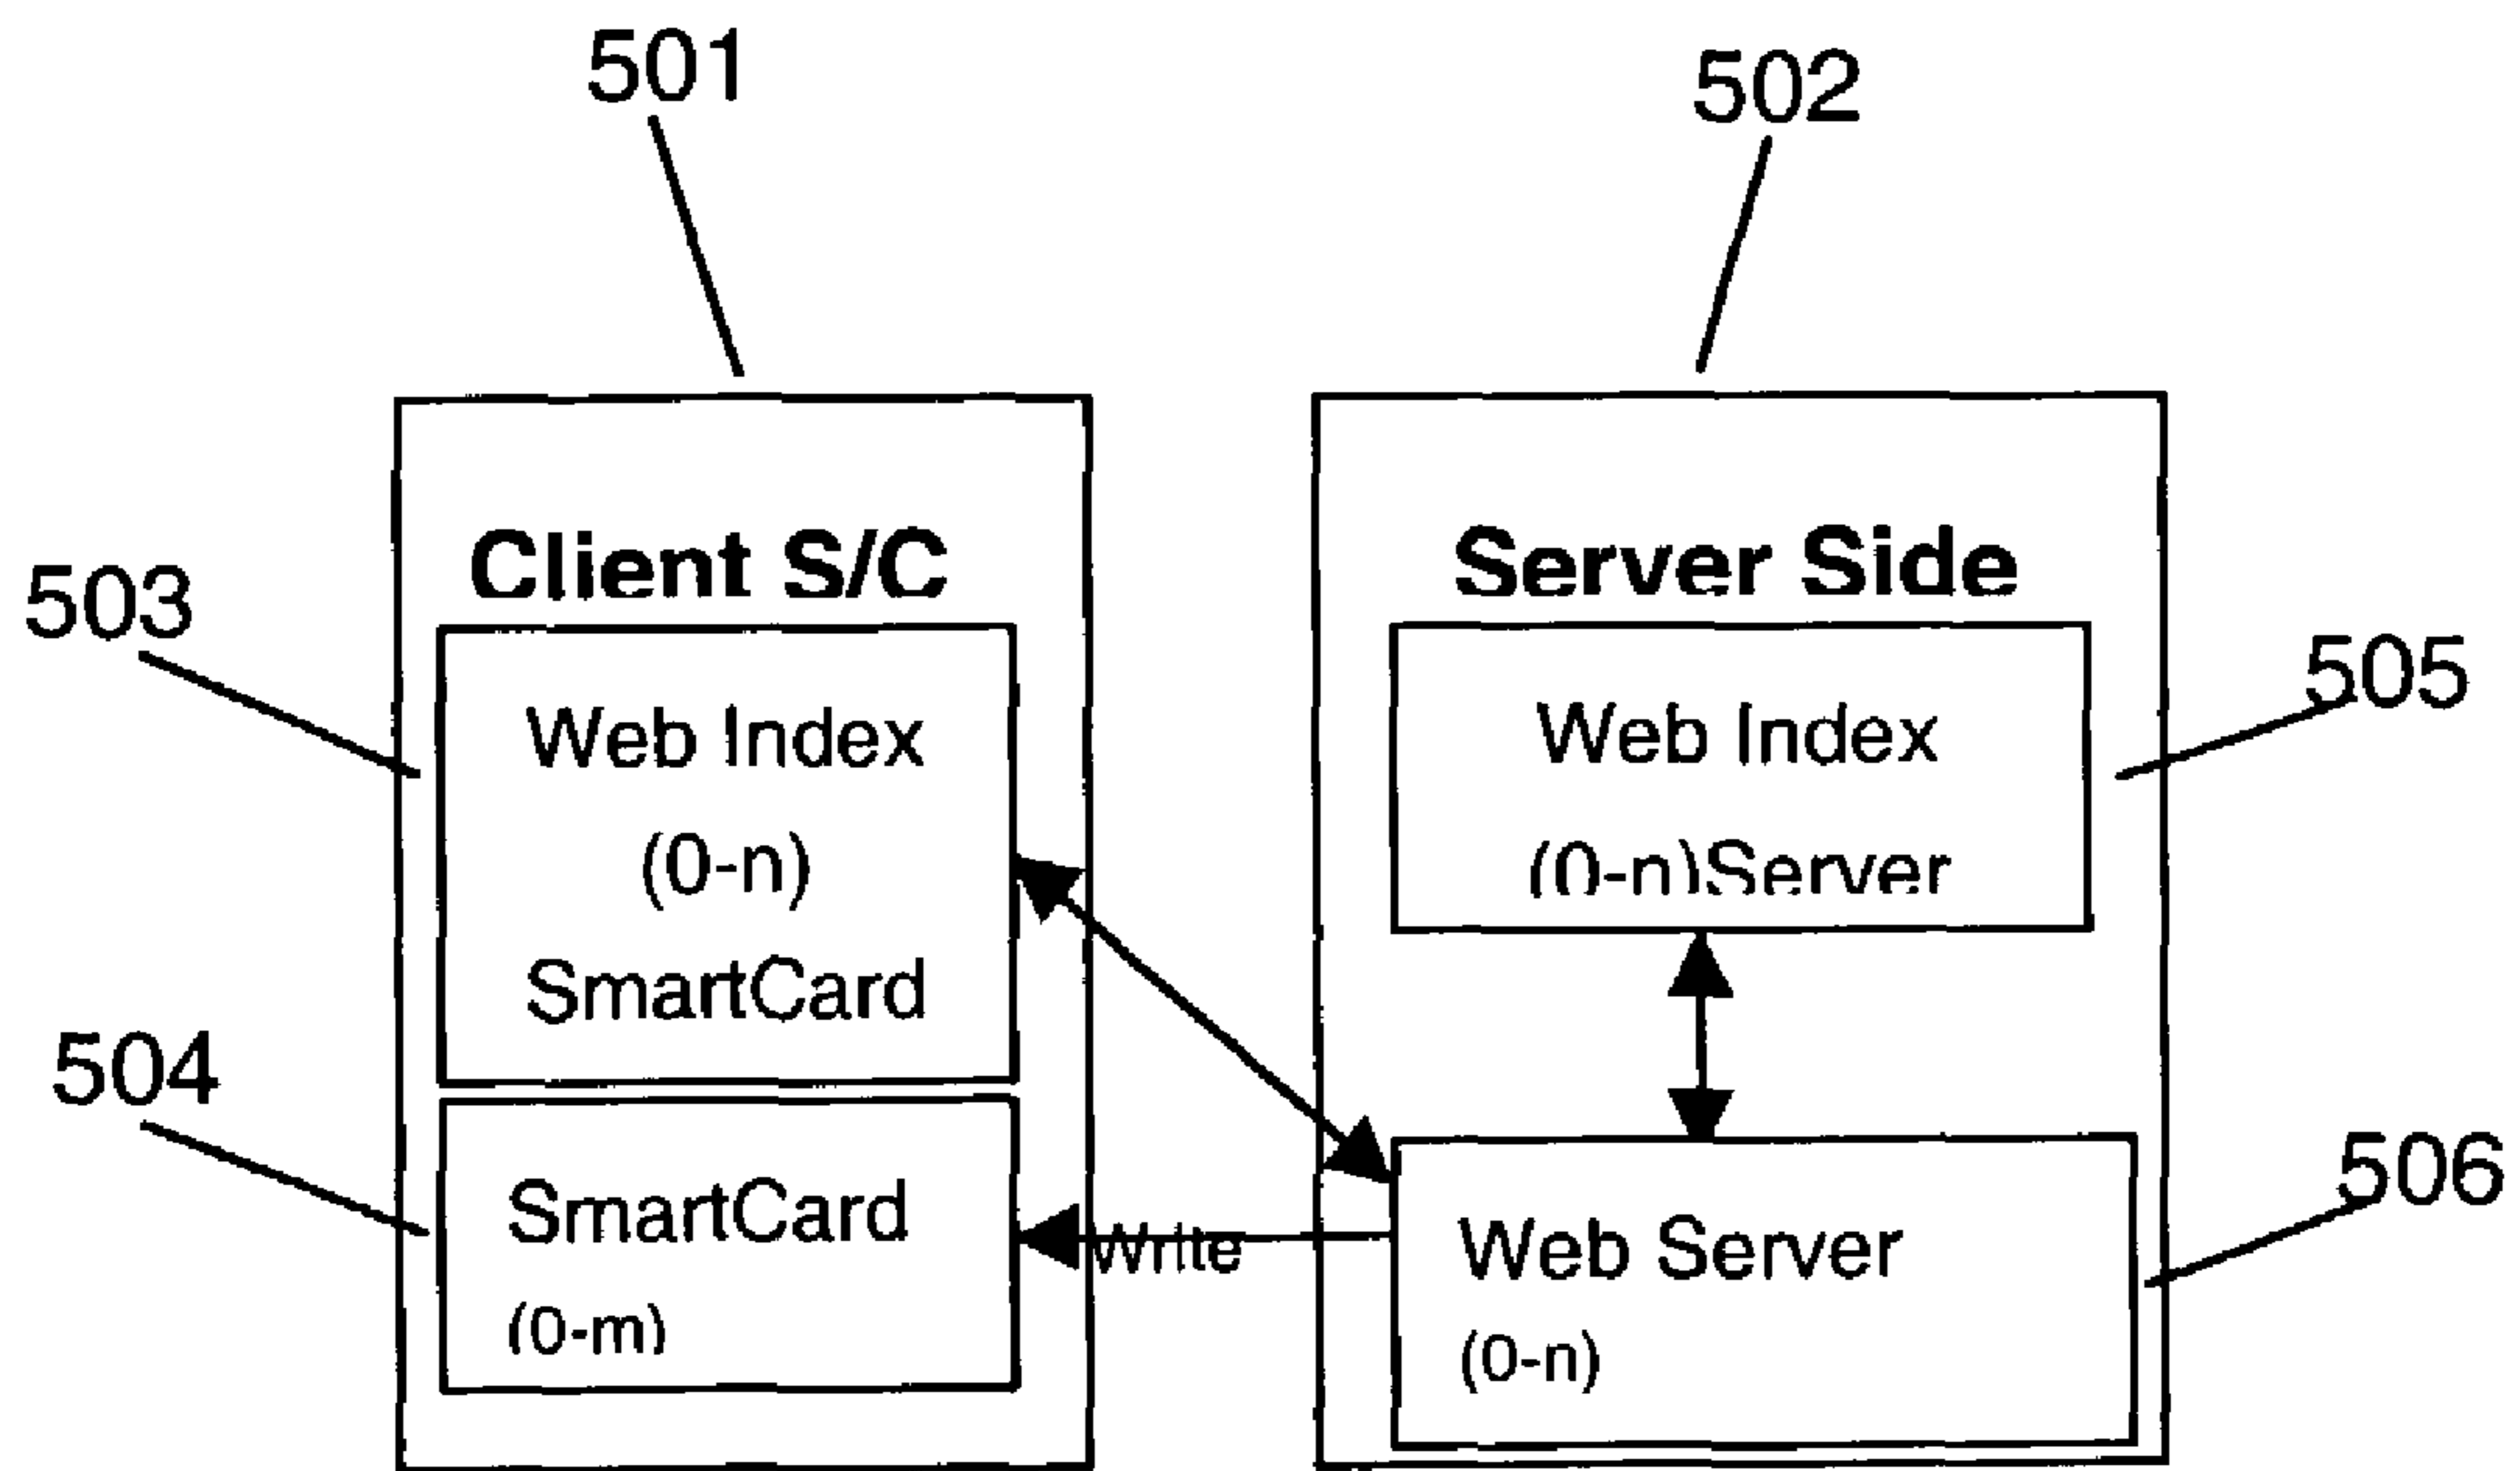 501
502
Client S/C
Server Side
503
505
Web Index
(0-n)
SmartCard
Web Index
(0-n)Server
504
506
SmartCard
(0-m)
Write
Web Server
(0-n)